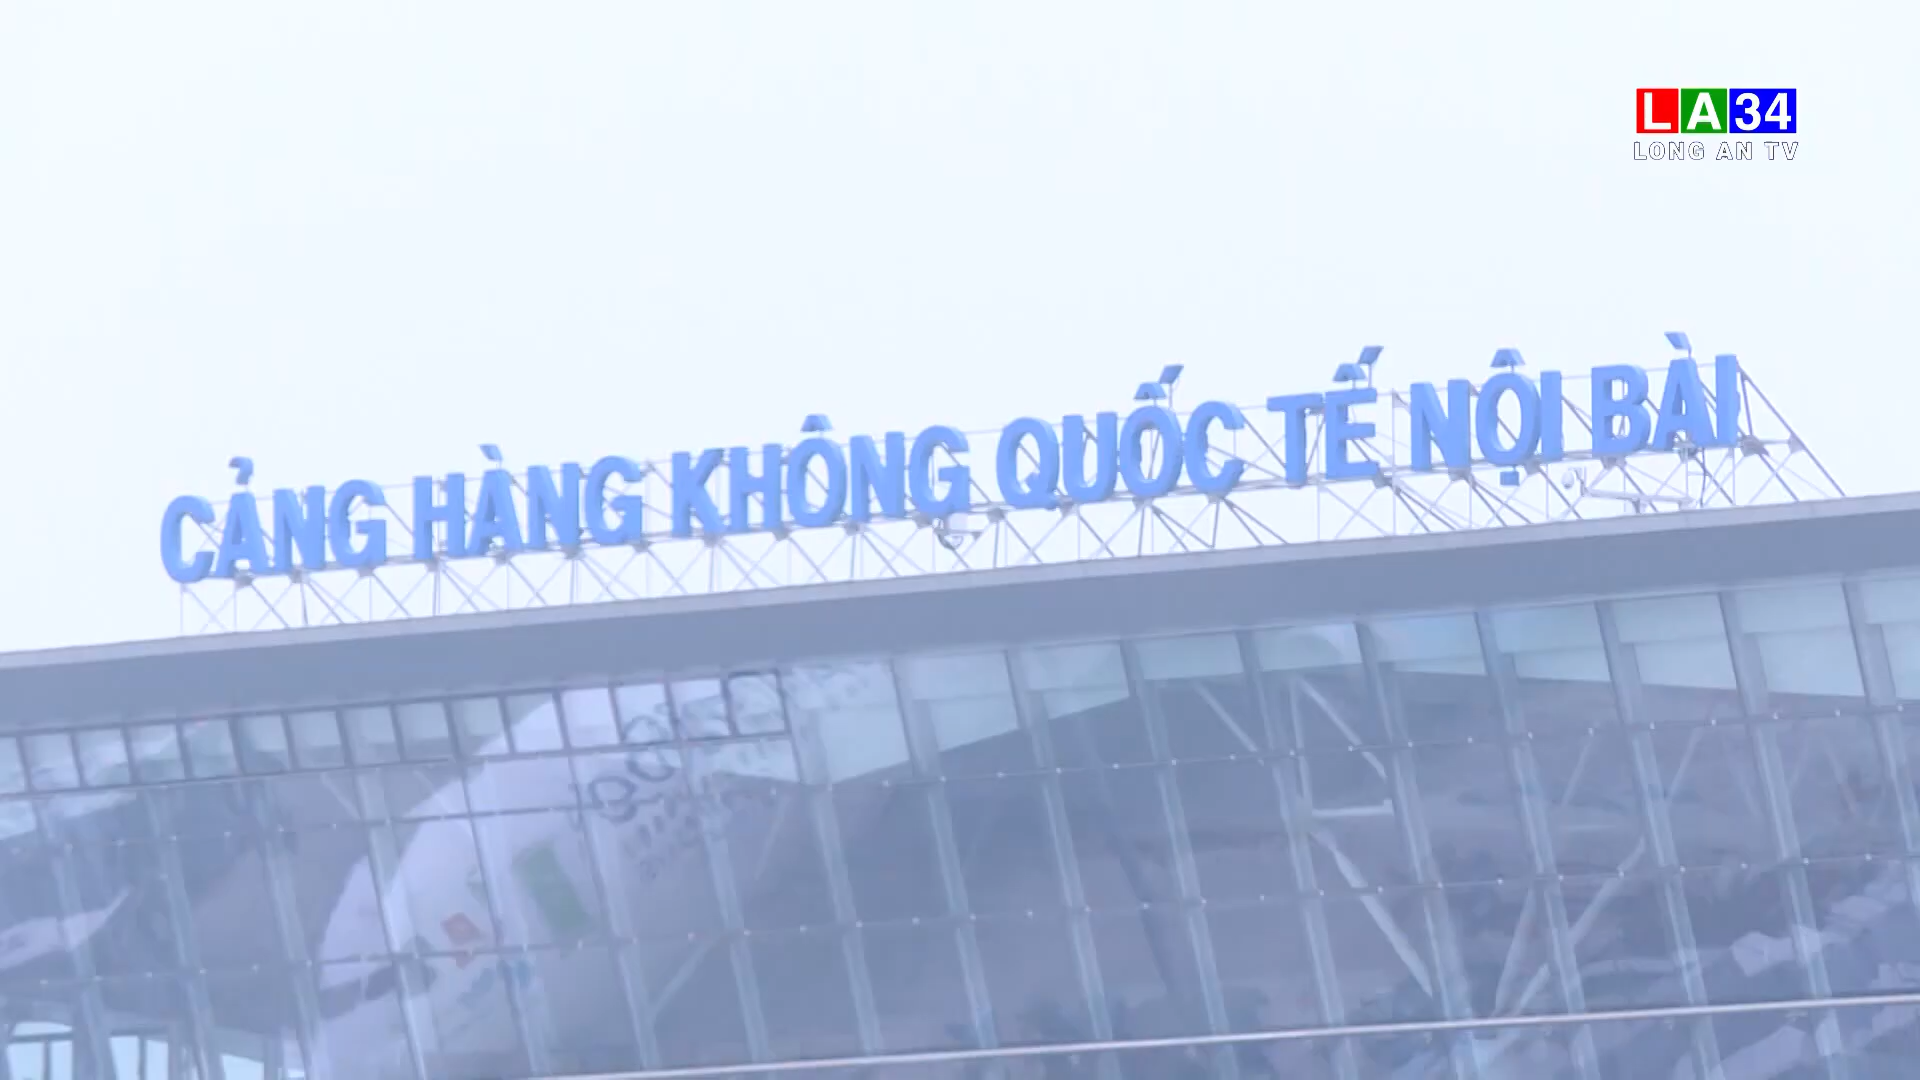 LA34
LONG AN TV
CẢNG HÀNG KHÔNG QUỐC TẾ NỘI BÀI